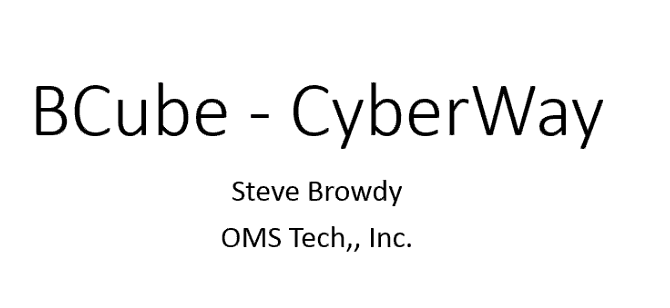 BCube - CyberWay
Steve Browdy
OMS Tech,, Inc.